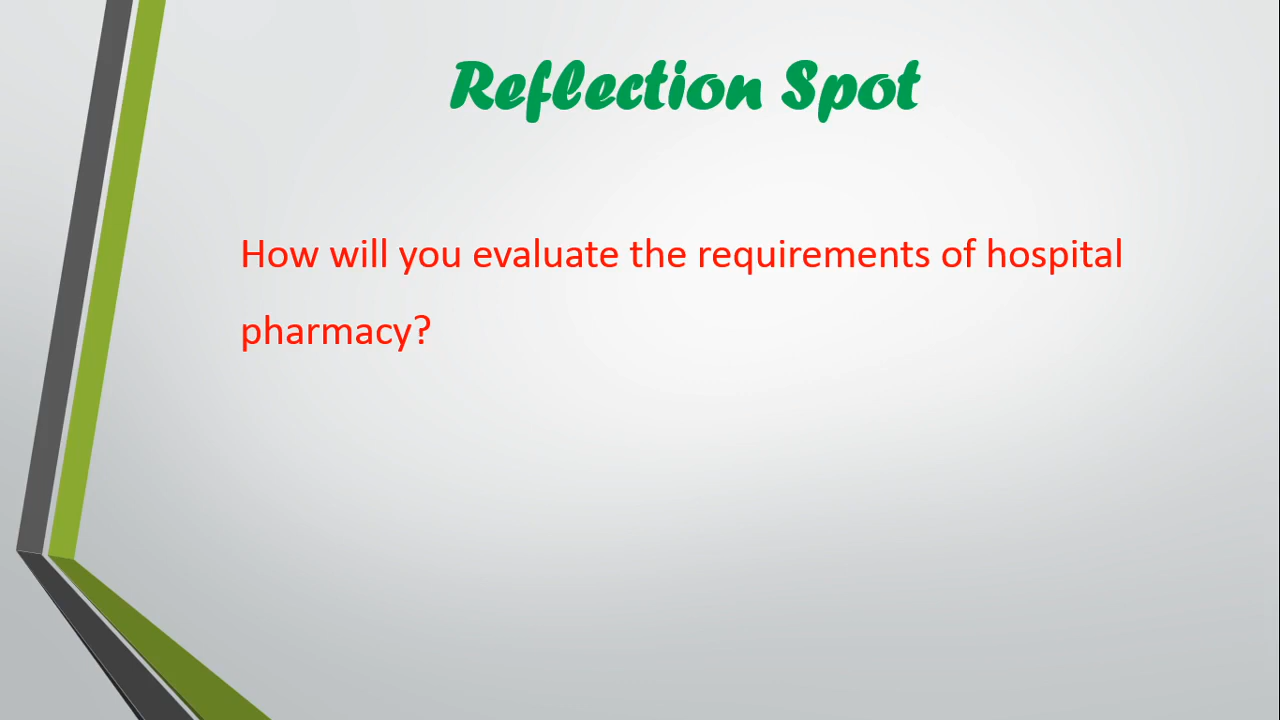 Reflection Spot
How will you evaluate the requirements of hospital
pharmacy?